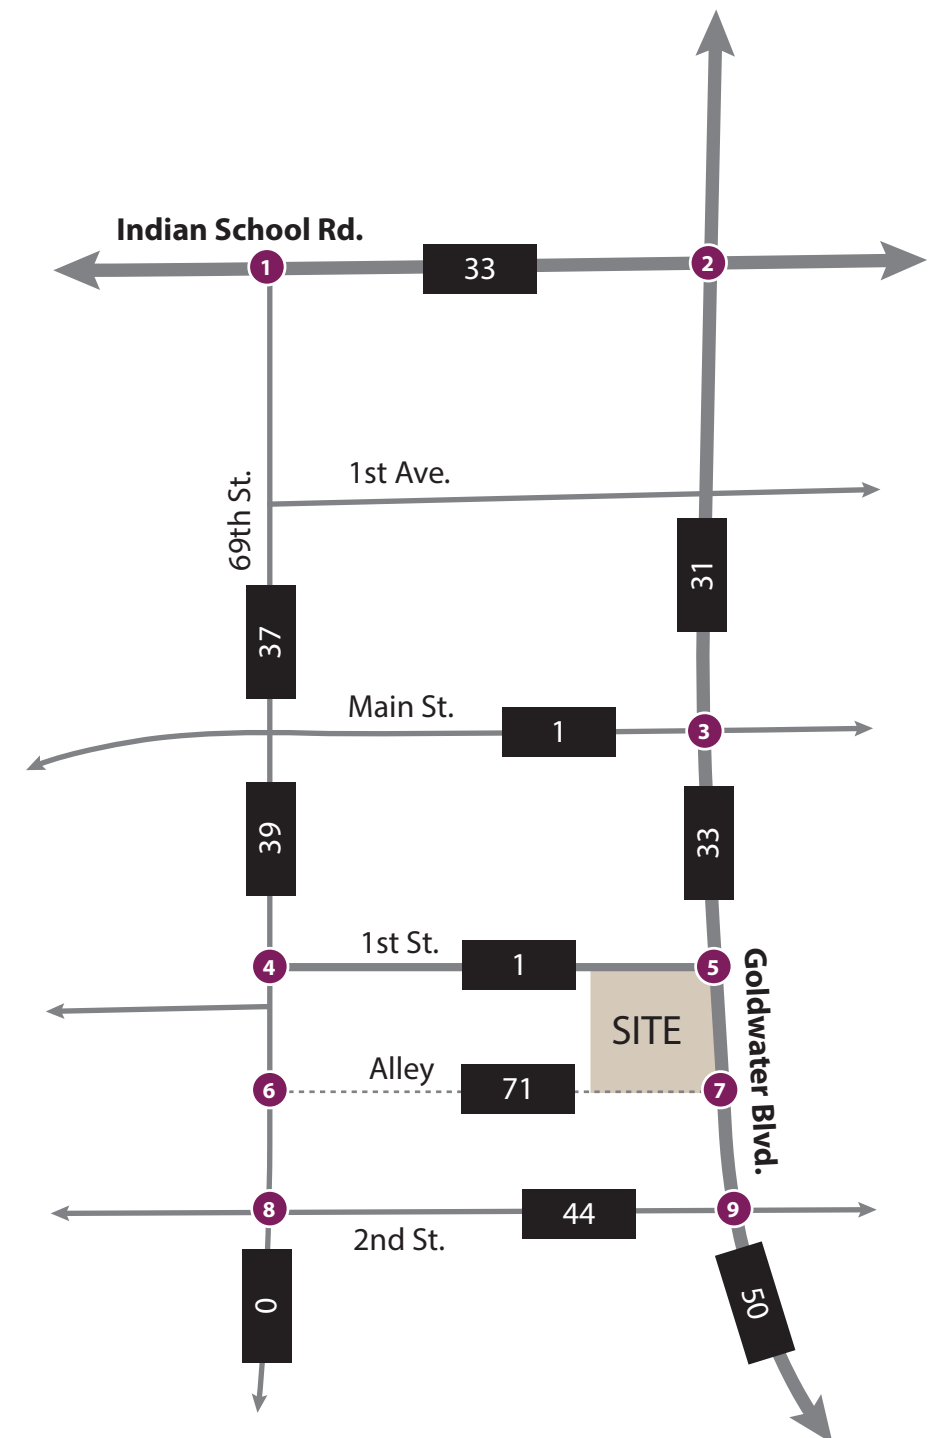 Indian School Rd.
1
33
2
1st Ave.
69th St.
31
37
Main St.
1
3
39
33
1st St.
4
1
5
Goldwater Blvd.
SITE
Alley
6
71
7
8
44
9
2nd St.
0
50